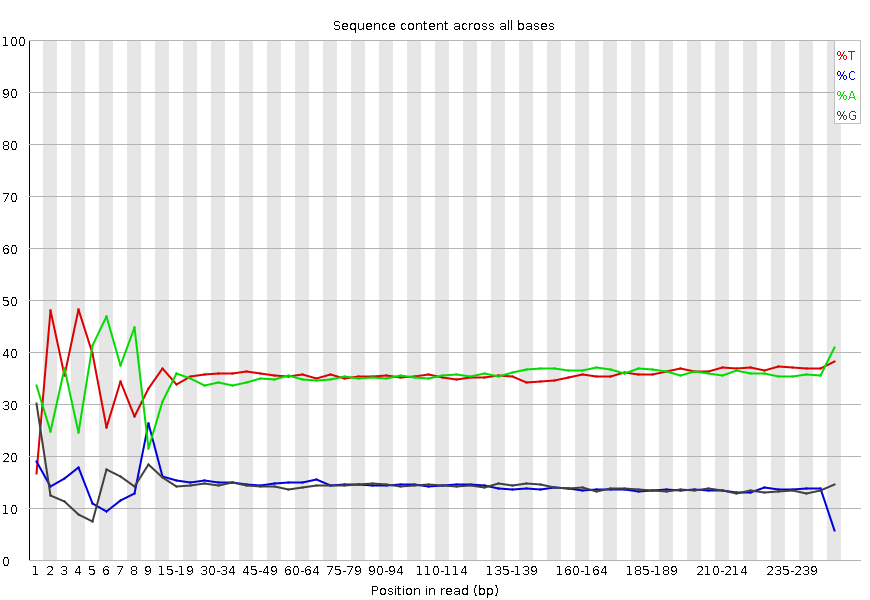 Sequence content across all bases
%T
%C
%A
%G
100
90
80
70
60
50
40
30
20
10
0
1 2 3 4 5 6 7 8 9 15-19 30-34 45-49 60-64 75-79 90-94 110-114 135-139 160-164 185-189 210-214 235-239
Position in read (bp)